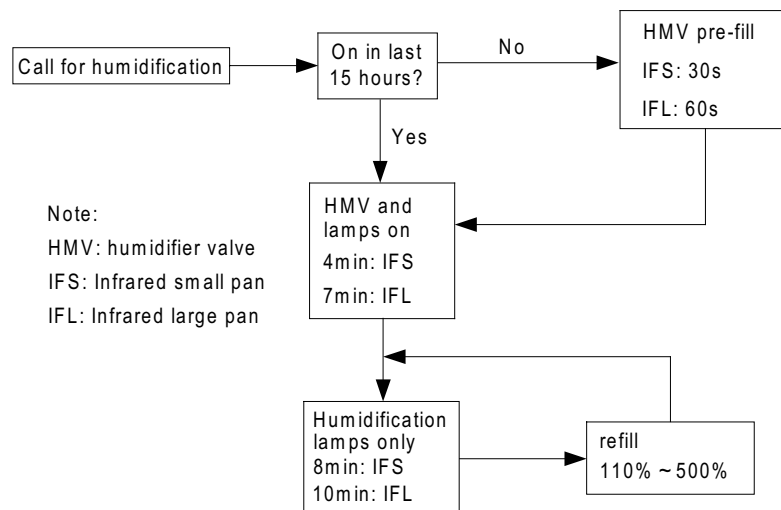 Call for humidification
On in last
15 hours?
No
HMV pre-fill
IFS: 30s
IFL: 60s
Yes
HMV and
lamps on
4min: IFS
7min: IFL
Note:
HMV: humidifier valve
IFS: Infrared small pan
IFL: Infrared large pan
Humidification
lamps only
8min: IFS
10min: IFL
refill
110% ~ 500%